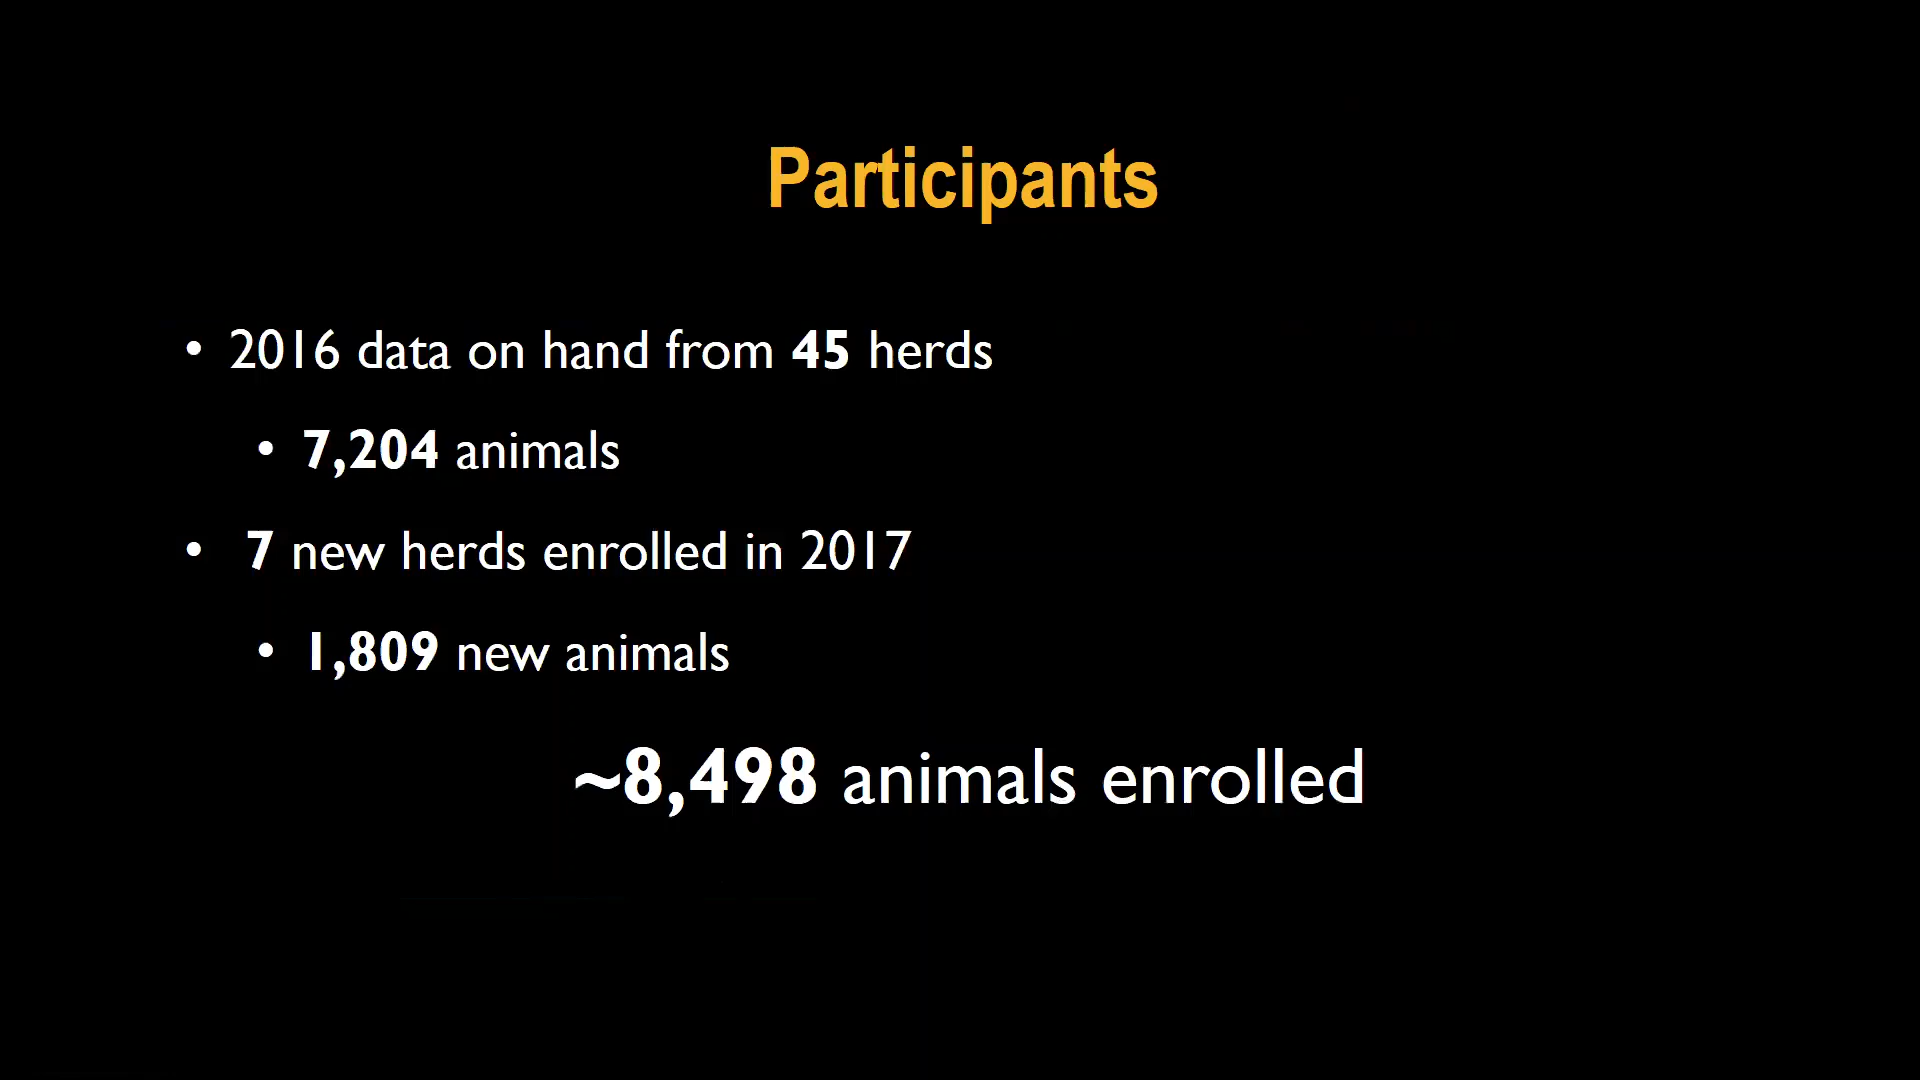 Participants
• 2016 data on hand from 45 herds
• 7,204 animals
• 7 new herds enrolled in 2017
• 1,809 new animals
~8,498 animals enrolled